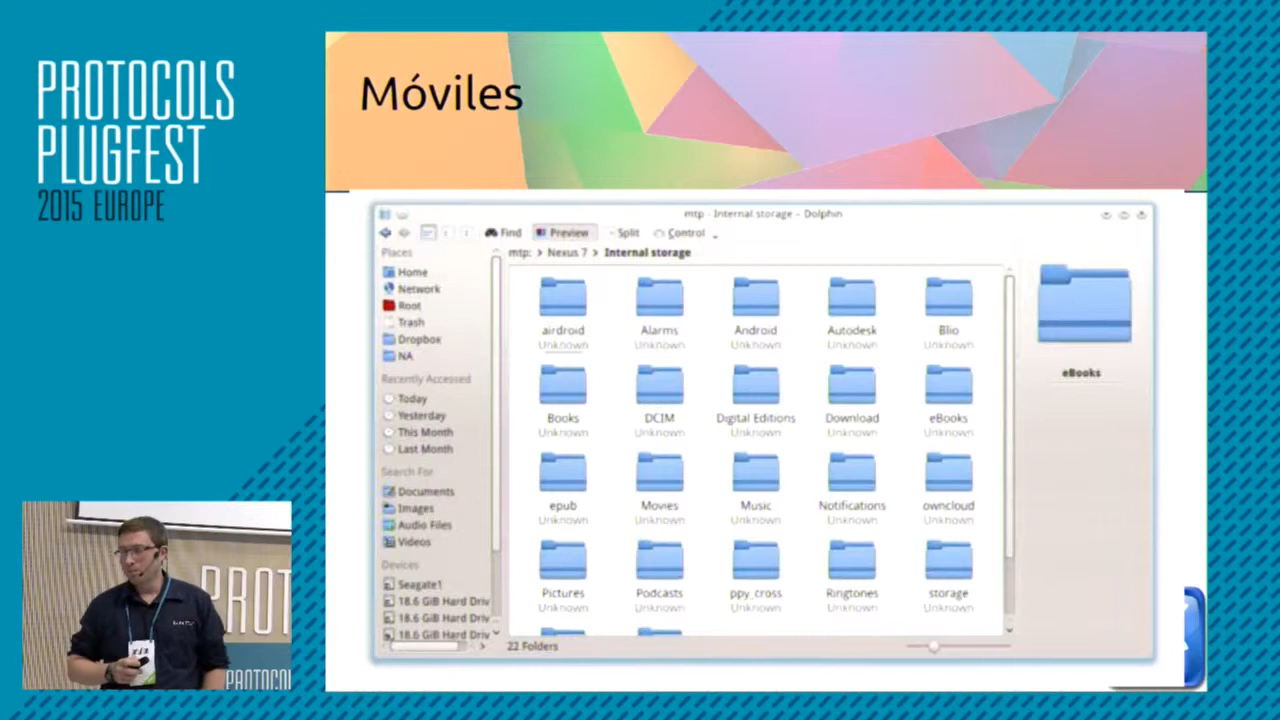 PROTOCOLS
PLUGFEST
2015 EUROPE
Móviles
mtp - Internal storage - Dolphin
Find Preview Split Control
mtp: > Nexus 7 > Internal storage
Places
Home
Network
Root
Trash
Dropbox
NA
Recently Accessed
Today
Yesterday
This Month
Last Month
Search For
Documents
Images
Audio Files
Videos
Devices
Seagate1
18.6 GiB Hard Driv
18.6 GiB Hard Driv
18.6 GiB Hard Driv
airdroid Alarms Android Autodesk Blio
Unknown Unknown Unknown Unknown Unknown
Books DCIM Digital Editions Download eBooks
Unknown Unknown Unknown Unknown Unknown
epub Movies Music Notifications owncloud
Unknown Unknown Unknown Unknown Unknown
Pictures Podcasts ppy_cross Ringtones storage
Unknown Unknown Unknown Unknown Unknown
22 Folders
eBooks
PROT
PROTOCOL